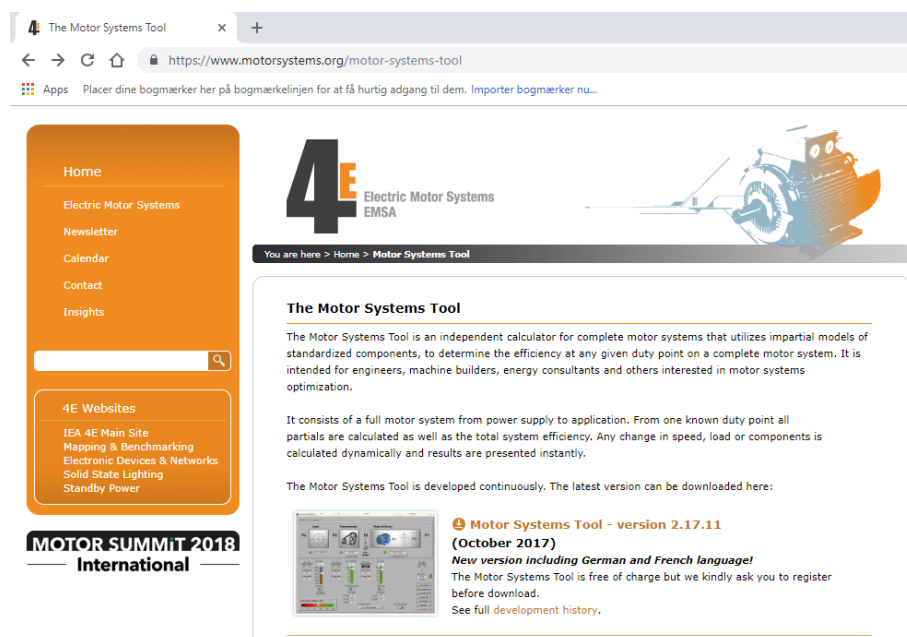 The Motor Systems Tool
https://www.motorsystems.org/motor-systems-tool
Apps Placer dine bogmærker her på bogmærkelinjen for at få hurtig adgang til dem. Importer bogmærker nu...
Home
Electric Motor Systems
Newsletter
Calendar
Contact
Insights
4E Websites
IEA 4E Main Site
Mapping & Benchmarking
Electronic Devices & Networks
Solid State Lighting
Standby Power
MOTOR SUMMIT 2018
International
4E
Electric Motor Systems
EMSA
You are here > Home > Motor Systems Tool
The Motor Systems Tool
The Motor Systems Tool is an independent calculator for complete motor systems that utilizes impartial models of
standardized components, to determine the efficiency at any given duty point on a complete motor system. It is
intended for engineers, machine builders, energy consultants and others interested in motor systems
optimization.
It consists of a full motor system from power supply to application. From one known duty point all
partials are calculated as well as the total system efficiency. Any change in speed, load or components is
calculated dynamically and results are presented instantly.
The Motor Systems Tool is developed continuously. The latest version can be downloaded here:
Motor Systems Tool - version 2.17.11
(October 2017)
New version including German and French language!
The Motor Systems Tool is free of charge but we kindly ask you to register
before download.
See full development history.